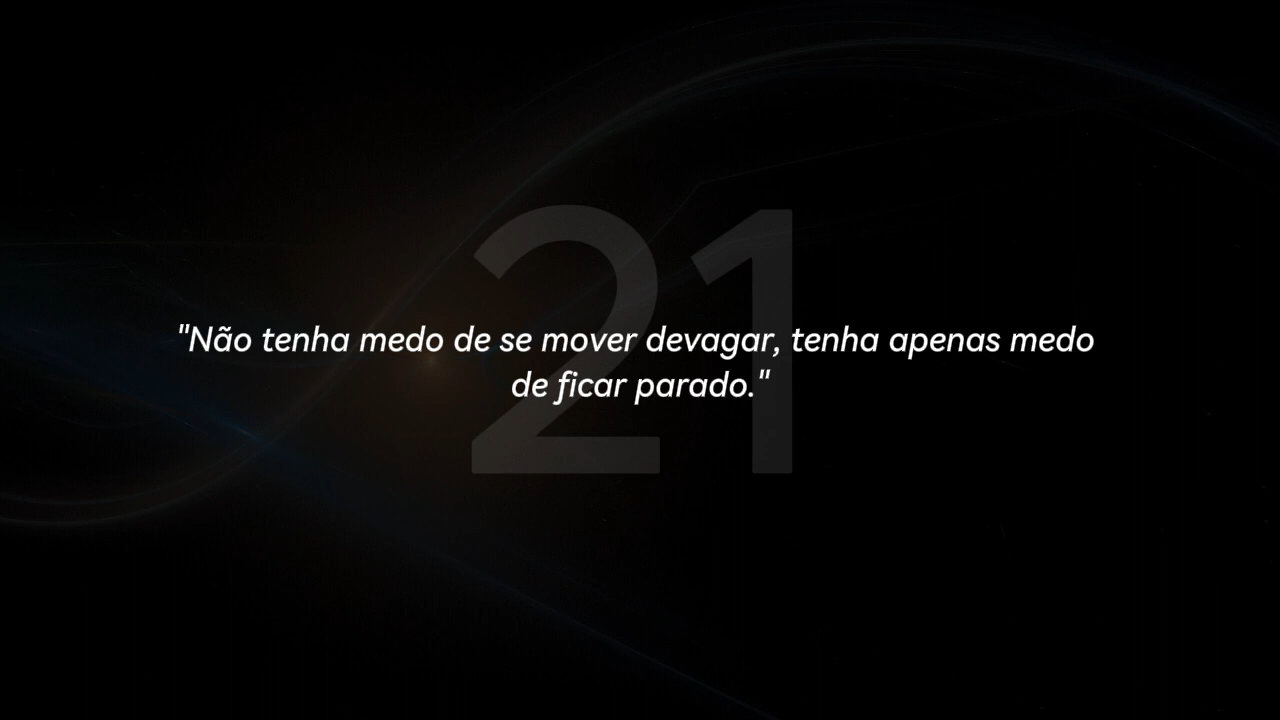 21
"Não tenha medo de se mover devagar, tenha apenas medo
de ficar parado."